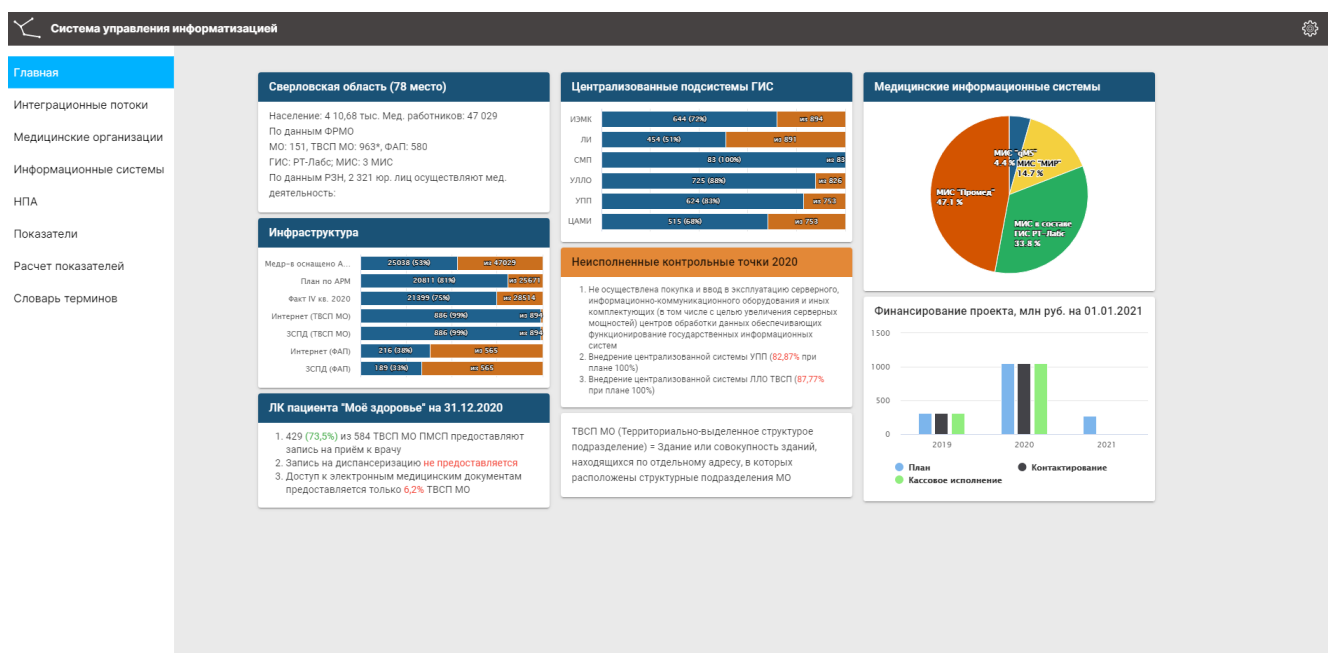 Система управления информатизацией
Главная
Интеграционные потоки
Медицинские организации
Информационные системы
НПА
Показатели
Расчет показателей
Словарь терминов
Сверловская область (78 место)
Население: 4 10,68 тыс. Мед. работников: 47 029
По данным ФРМО
МО: 151, ТВСП МО: 963*, ФАП: 580
ГИС: РТ-Лабс; МИС: 3 МИС
По данным РЗН, 2 321 юр. лиц осуществляют мед.
деятельность:
Инфраструктура
Медр-в оснащено А... 25038 (53%) из 47029
План по АРМ 20811 (81%) из 25671
Факт IV кв. 2020 21399 (75%) из 28514
Интернет (ТВСП МО) 886 (99%) из 894
ЗСПД (ТВСП МО) 886 (99%) из 894
Интернет (ФАП) 216 (38%) из 565
ЗСПД (ФАП) 189 (33%) из 565
ЛК пациента "Моё здоровье" на 31.12.2020
1. 429 (73,5%) из 584 ТВСП МО ПМСП предоставляют
запись на приём к врачу
2. Запись на диспансеризацию не предоставляется
3. Доступ к электронным медицинским документам
предоставляется только 6,2% ТВСП МО
Централизованные подсистемы ГИС
ИЭМК 644 (72%) из 894
ЛИ 454 (51%) из 891
СМП 83 (100%) из 83
УЛЛО 725 (88%) из 826
УПП 624 (83%) из 753
ЦАМИ 515 (68%) из 753
Неисполненные контрольные точки 2020
1. Не осуществлена покупка и ввод в эксплуатацию серверного,
информационно-коммуникационного оборудования и иных
комплектующих (в том числе с целью увеличения серверных
мощностей) центров обработки данных обеспечивающих
функционирование государственных информационных
систем
2. Внедрение централизованной системы УПП (82,87% при
плане 100%)
3. Внедрение централизованной системы ЛЛО ТВСП (87,77%
при плане 100%)
ТВСП МО (Территориально-выделенное структурое
подразделение) = Здание или совокупность зданий,
находящихся по отдельному адресу, в которых
расположены структурные подразделения МО
Медицинские информационные системы
МИС "qMS"
4.4 %
МИС "МИР"
14.7 %
МИС "Промед"
47.1 %
МИС в составе
ГИС РТ-Лабс
33.8 %
Финансирование проекта, млн руб. на 01.01.2021
1500
1000
500
0
2019 2020 2021
План Контактирование
Кассовое исполнение